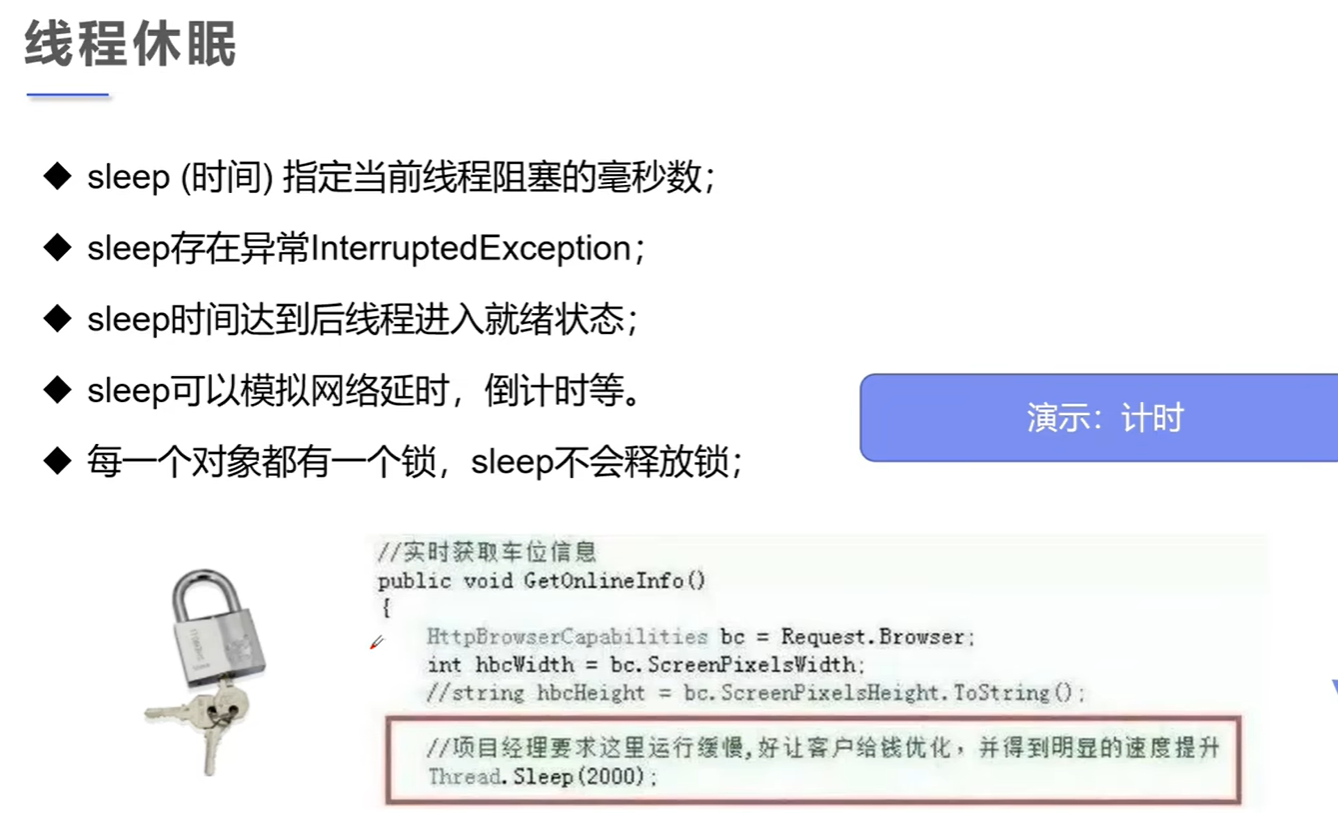 线程休眠
◆ sleep (时间) 指定当前线程阻塞的毫秒数；
◆ sleep存在异常InterruptedException；
◆ sleep时间达到后线程进入就绪状态；
◆ sleep可以模拟网络延时，倒计时等。
◆ 每一个对象都有一个锁，sleep不会释放锁；
演示：计时
//实时获取车位信息
public void GetOnlineInfo()
{
HttpBrowserCapabilities bc = Request.Browser;
int hbcWidth = bc.ScreenPixelsWidth;
//string hbcHeight = bc.ScreenPixelsHeight.ToString();
//项目经理要求这里运行缓慢,好让客户给钱优化，并得到明显的速度提升
Thread.Sleep(2000);